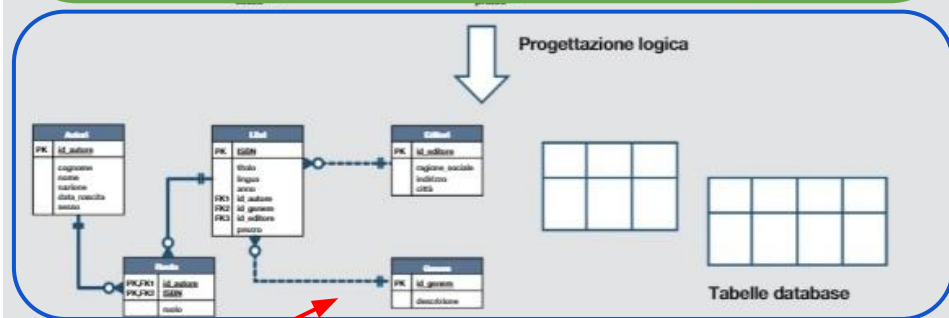 Progettazione logica
Autori
PK id_autore
cognome
nome
nazione
data_nascita
sesso
Libri
PK ISBN
titolo
lingua
anno
FK1 id_autore
FK2 id_genere
FK3 id_editore
prezzo
Editori
PK id_editore
ragione_sociale
indirizzo
città
PK,FK1 id_autore
PK,FK2 ISBN
ruolo
Genere
PK id_genere
descrizione
Tabelle database